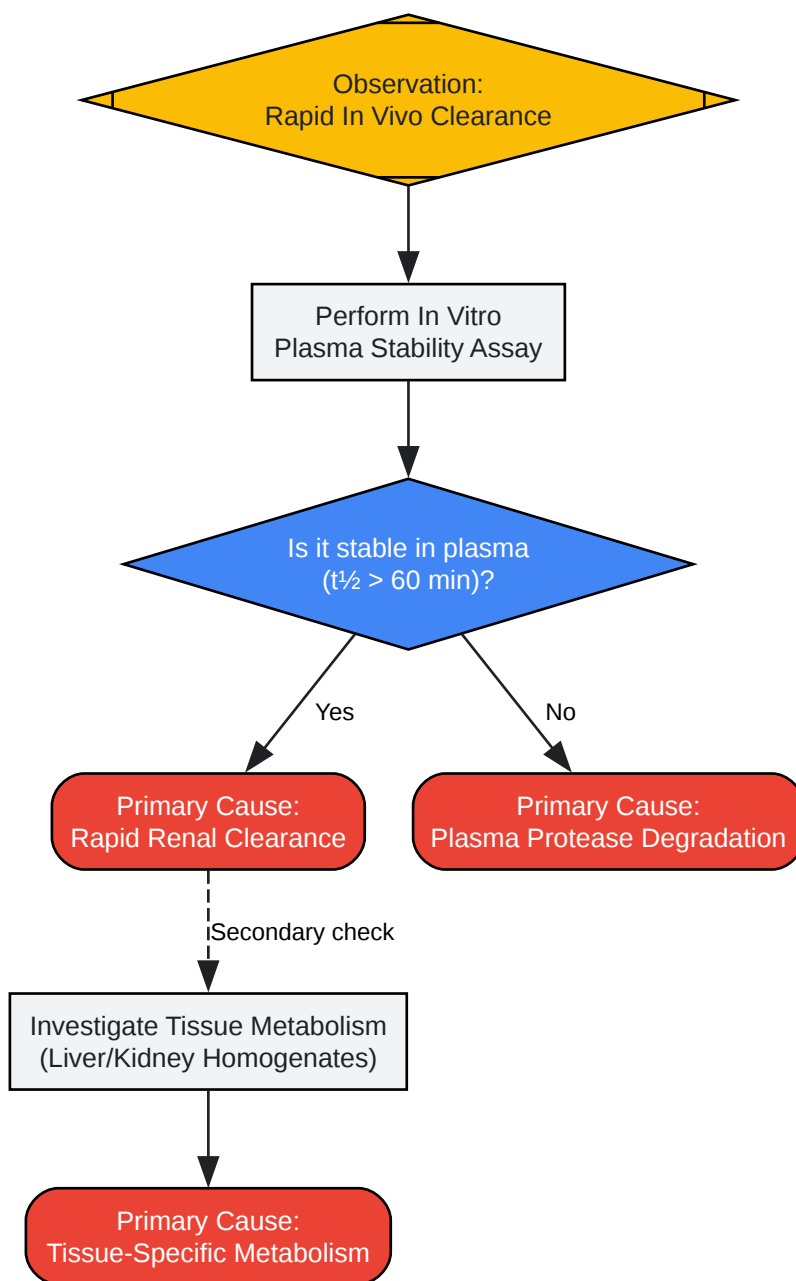 Observation:
Rapid In Vivo Clearance
Perform In Vitro
Plasma Stability Assay
Is it stable in plasma
(t½ > 60 min)?
Yes
No
Primary Cause:
Rapid Renal Clearance
Primary Cause:
Plasma Protease Degradation
Secondary check
Investigate Tissue Metabolism
(Liver/Kidney Homogenates)
Primary Cause:
Tissue-Specific Metabolism